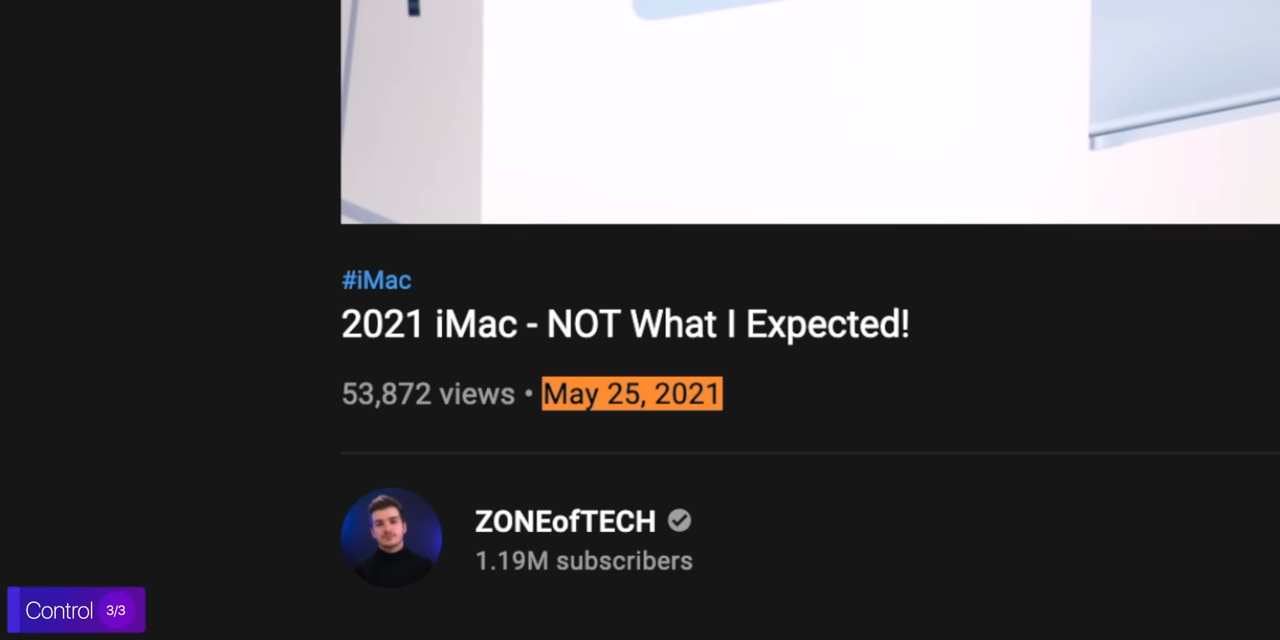 #iMac
2021 iMac - NOT What I Expected!
53,872 views • May 25, 2021
ZONEofTECH
1.19M subscribers
Control 3/3